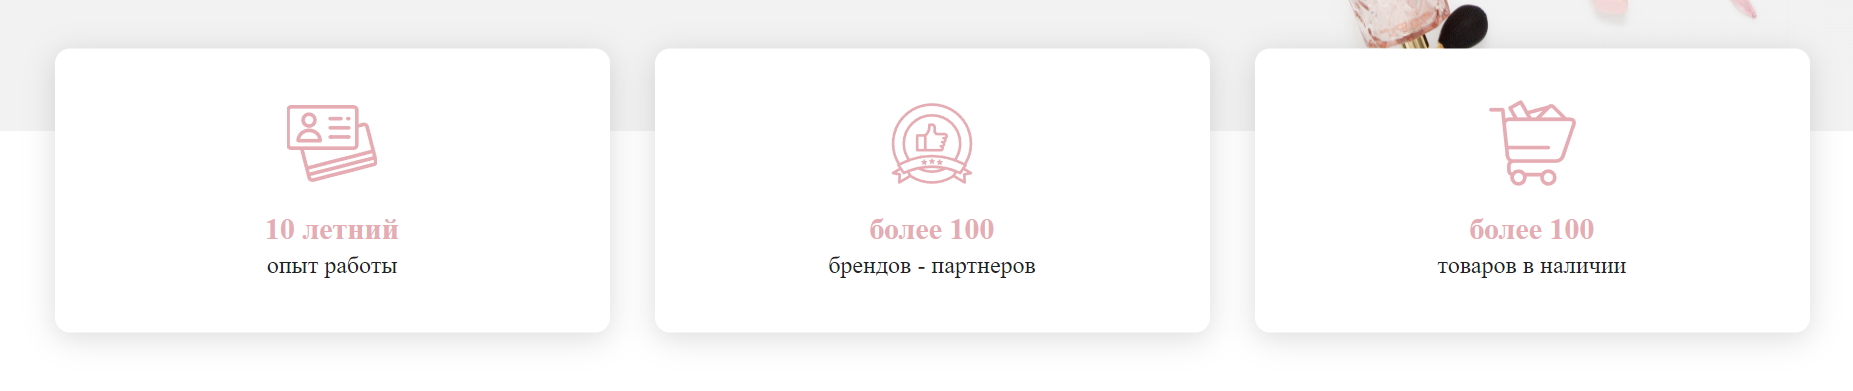 10 летний
опыт работы
более 100
брендов - партнеров
более 100
товаров в наличии